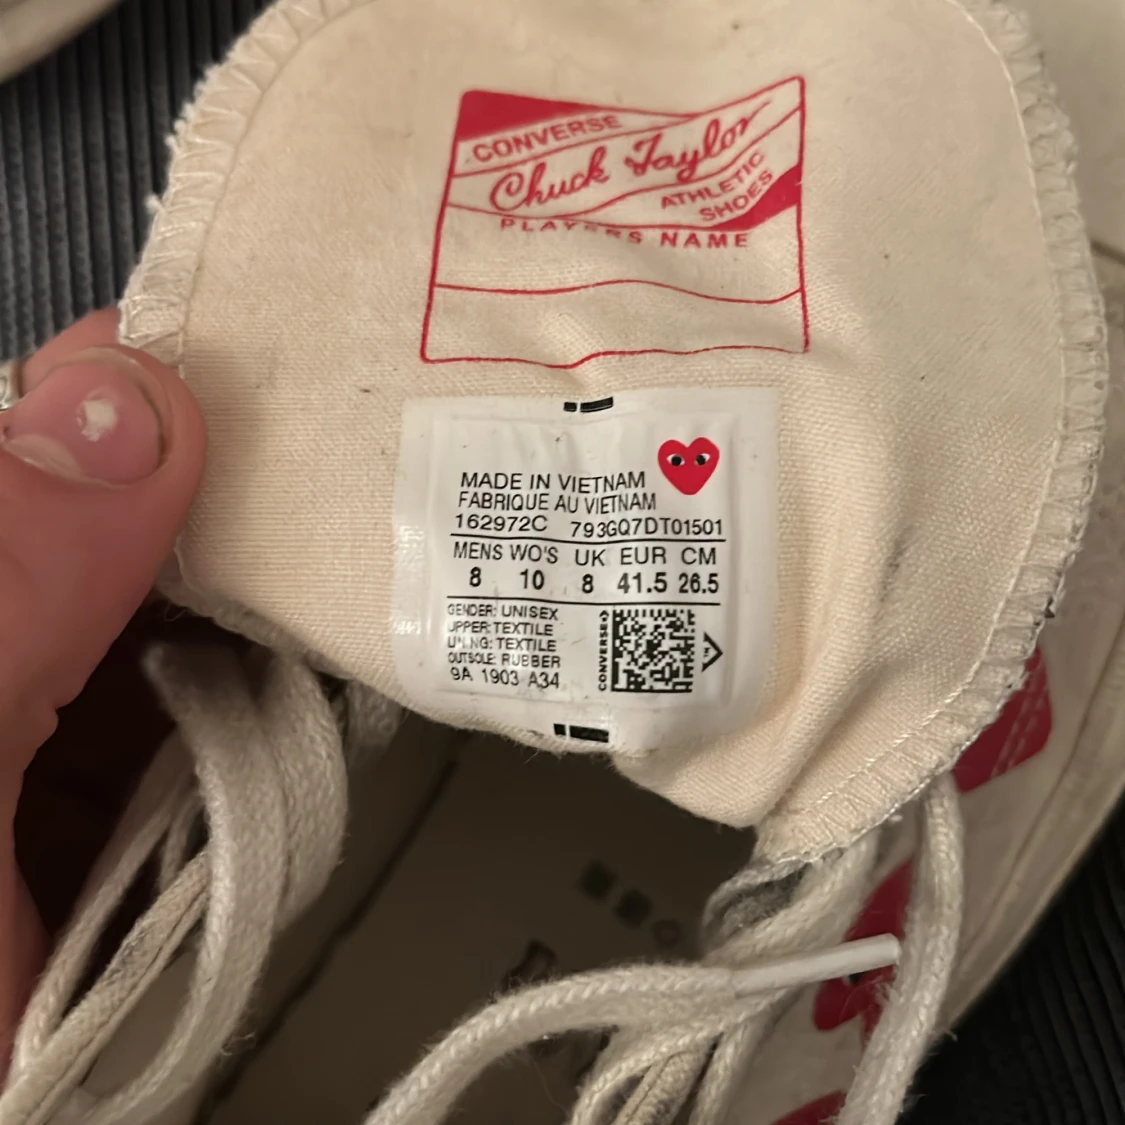 CONVERSE
Chuck Taylor
ATHLETIC
SHOES
PLAYERS NAME
MADE IN VIETNAM
FABRIQUE AU VIETNAM
162972C 793GQ7DT01501
MENS WO'S UK EUR CM
8 10 8 41.5 26.5
GENDER: UNISEX
UPPER: TEXTILE
LINING: TEXTILE
OUTSOLE: RUBBER
9A 1903 A34
CONVERSE